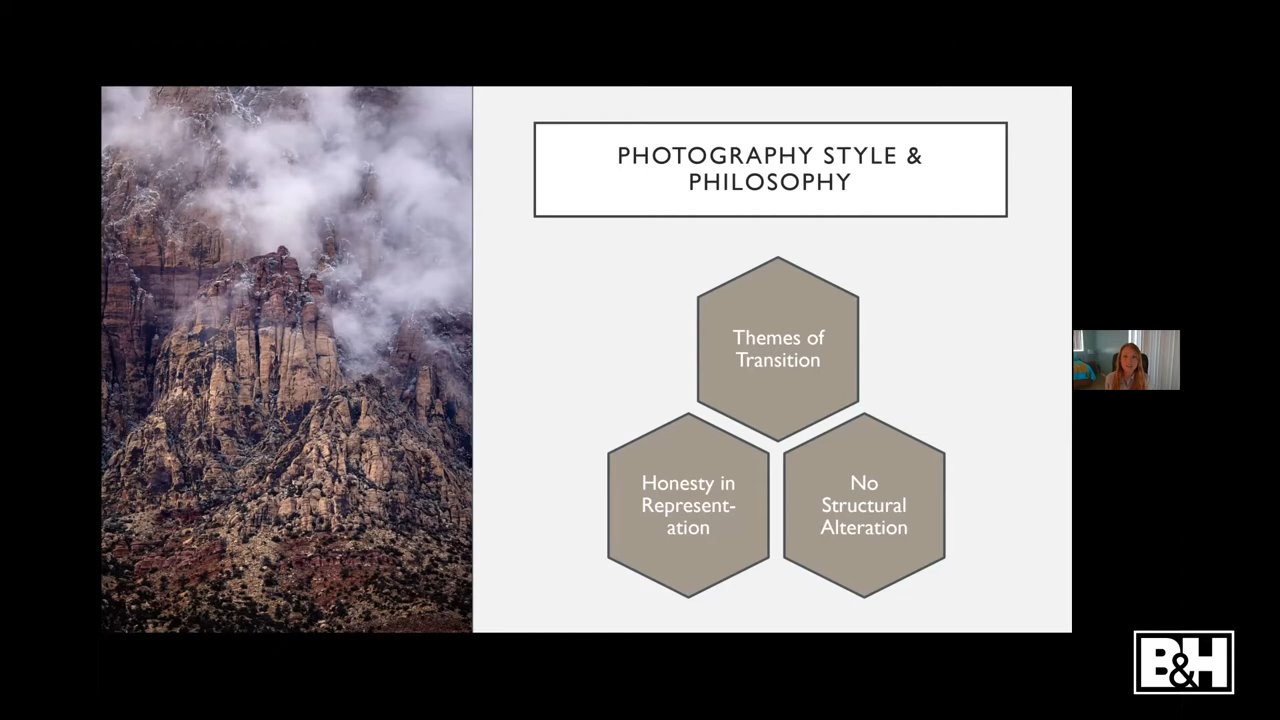 PHOTOGRAPHY STYLE &
PHILOSOPHY
Themes of
Transition
Honesty in
Represent-
ation
No
Structural
Alteration
B&H